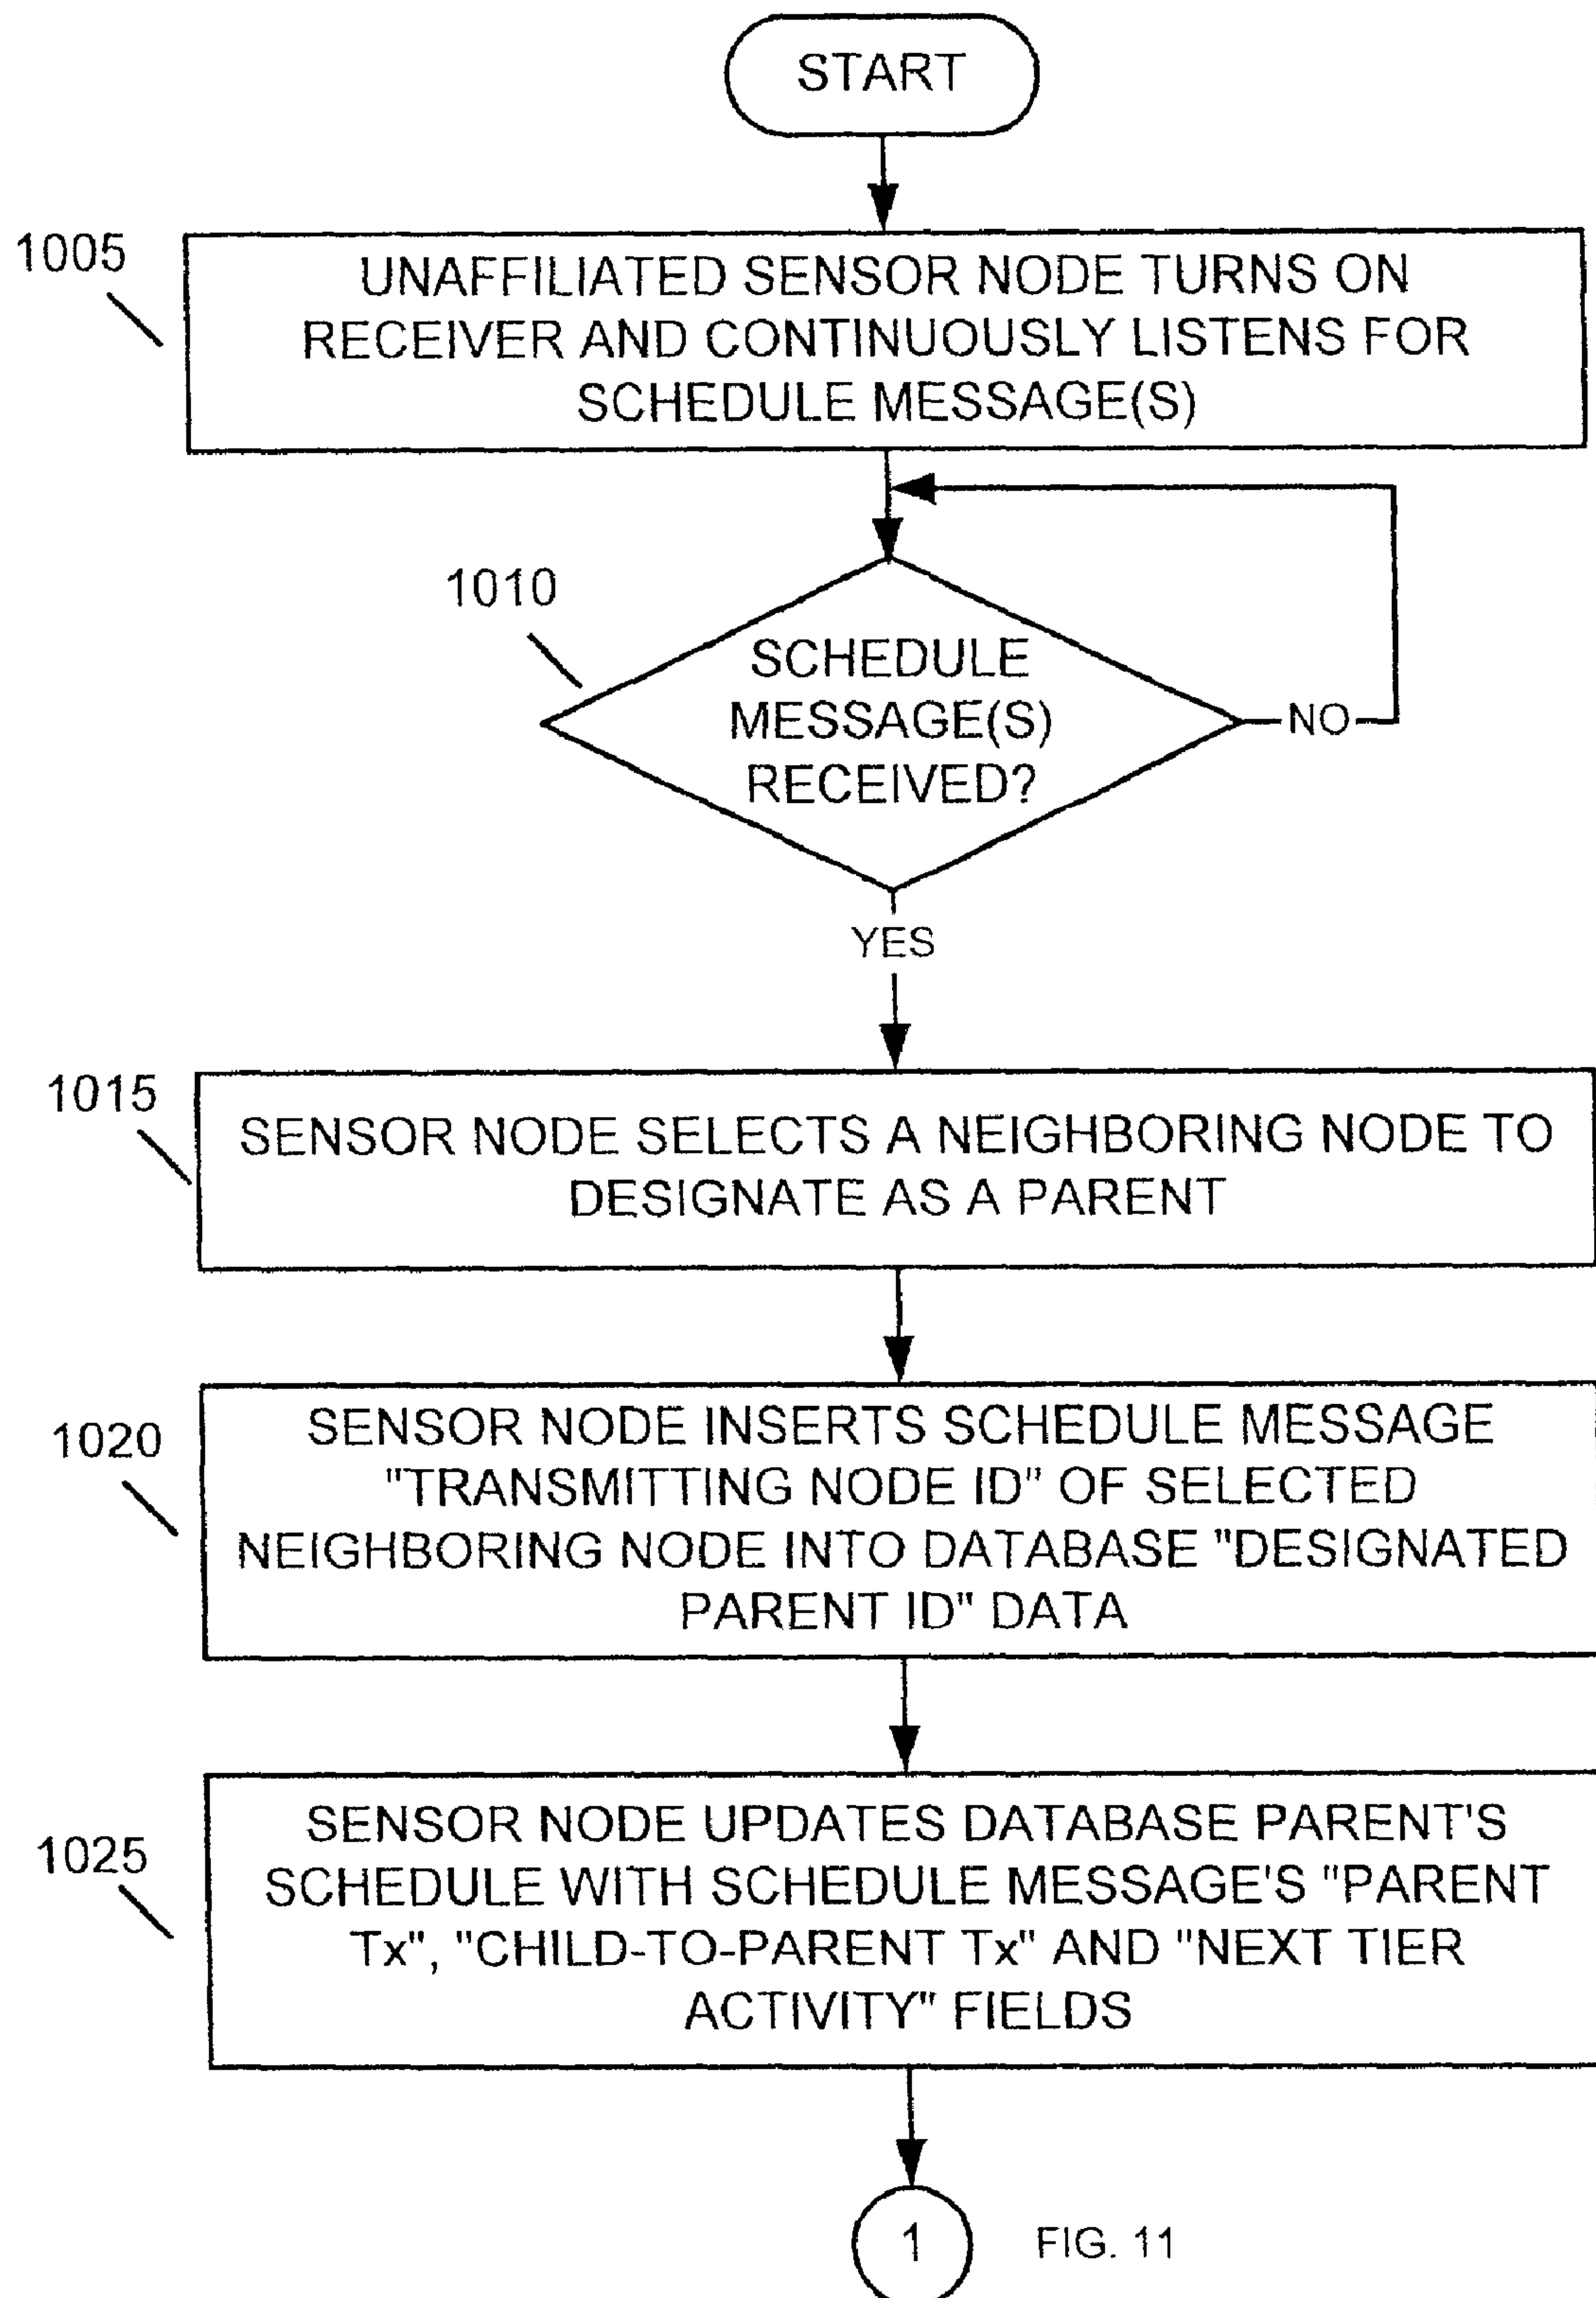 START
1005
UNAFFILIATED SENSOR NODE TURNS ON
RECEIVER AND CONTINUOUSLY LISTENS FOR
SCHEDULE MESSAGE(S)
1010
SCHEDULE
MESSAGE(S)
RECEIVED?
NO
YES
1015
SENSOR NODE SELECTS A NEIGHBORING NODE TO
DESIGNATE AS A PARENT
1020
SENSOR NODE INSERTS SCHEDULE MESSAGE
"TRANSMITTING NODE ID" OF SELECTED
NEIGHBORING NODE INTO DATABASE "DESIGNATED
PARENT ID" DATA
1025
SENSOR NODE UPDATES DATABASE PARENT'S
SCHEDULE WITH SCHEDULE MESSAGE'S "PARENT
Tx", "CHILD-TO-PARENT Tx" AND "NEXT TIER
ACTIVITY" FIELDS
1
FIG. 11